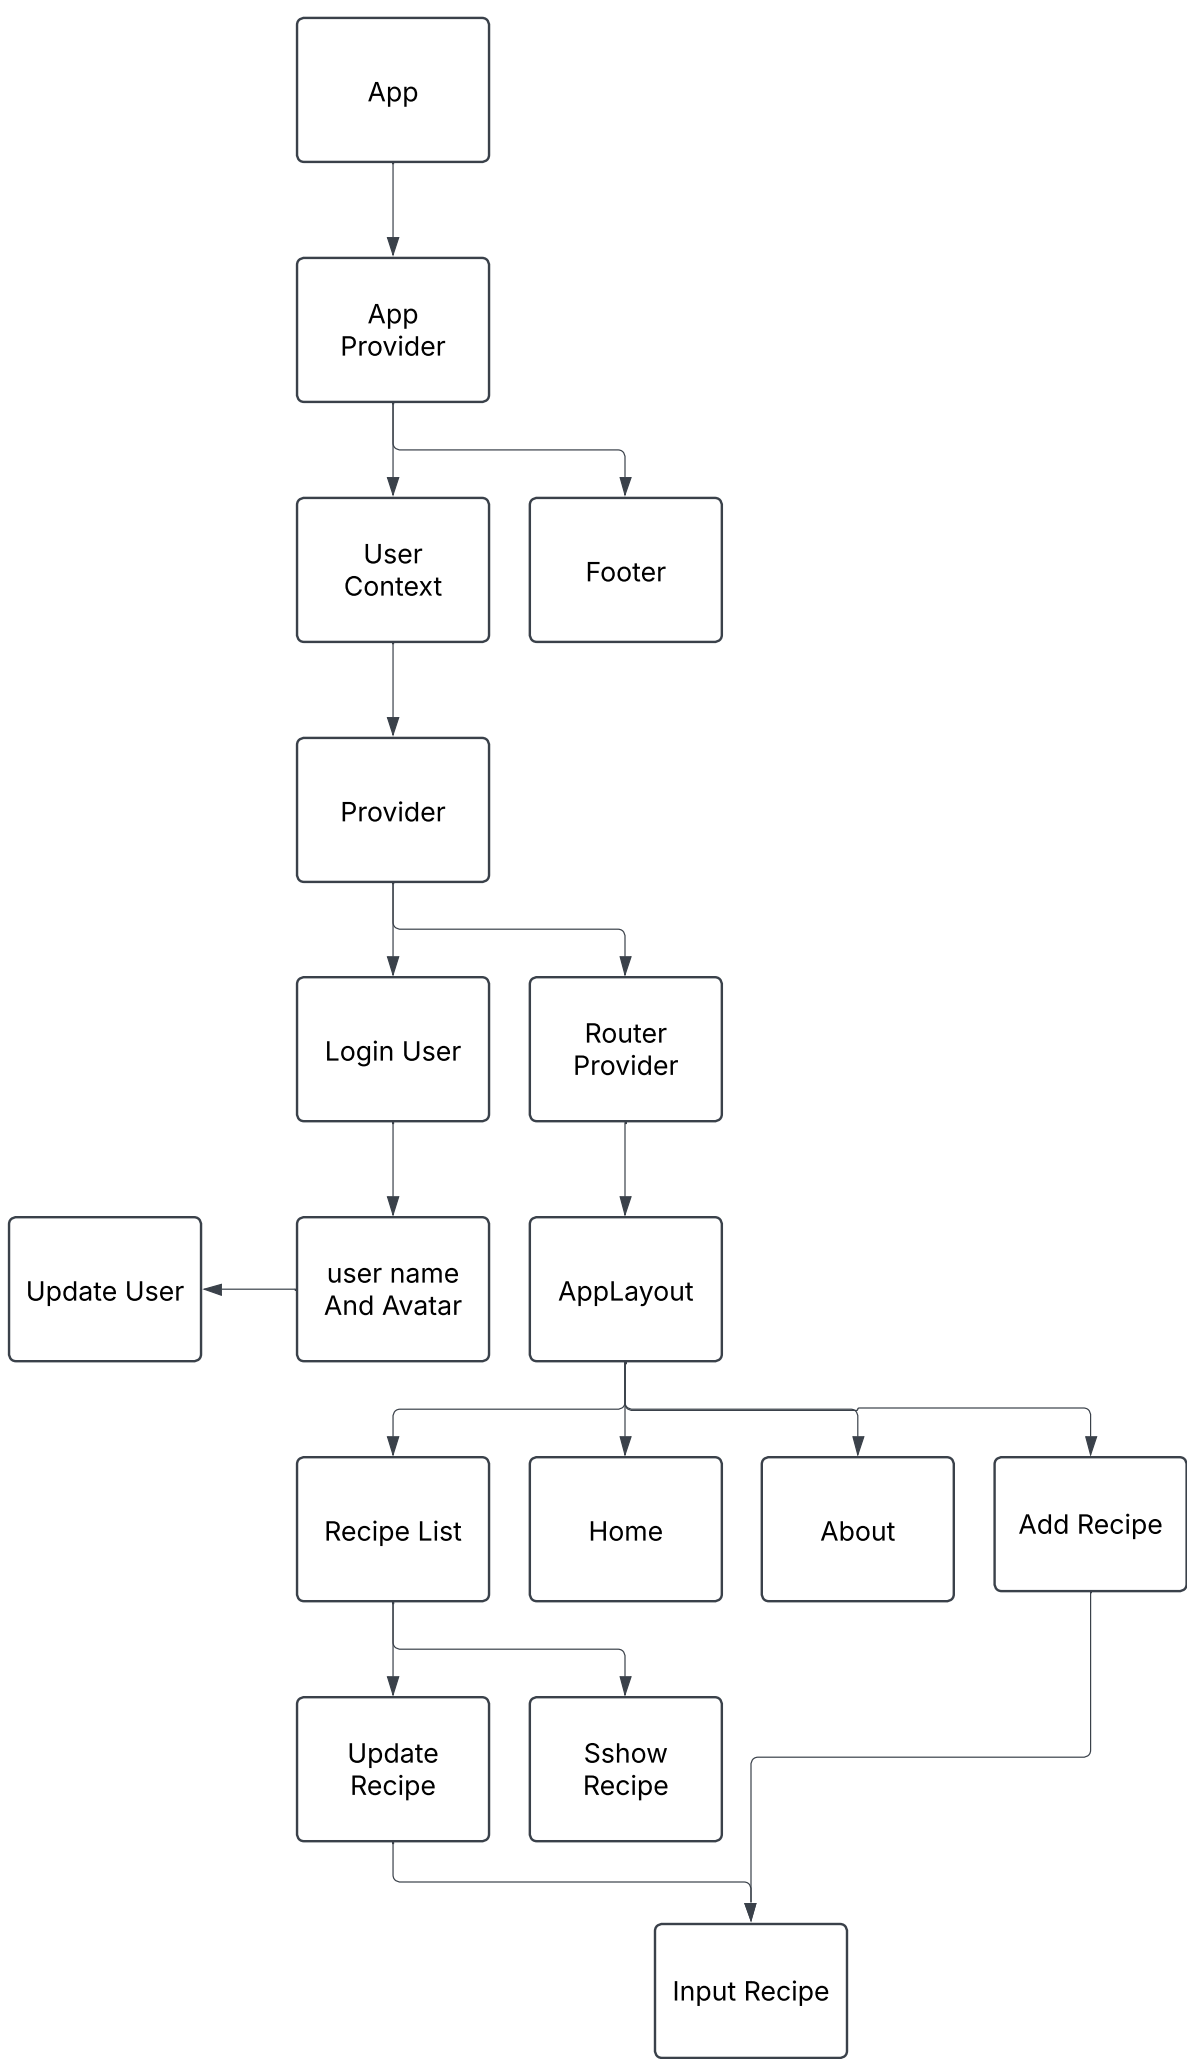 App
App
Provider
User
Context
Footer
Provider
Login User
Router
Provider
Update User
user name
And Avatar
AppLayout
Recipe List
Home
About
Add Recipe
Update
Recipe
Sshow
Recipe
Input Recipe